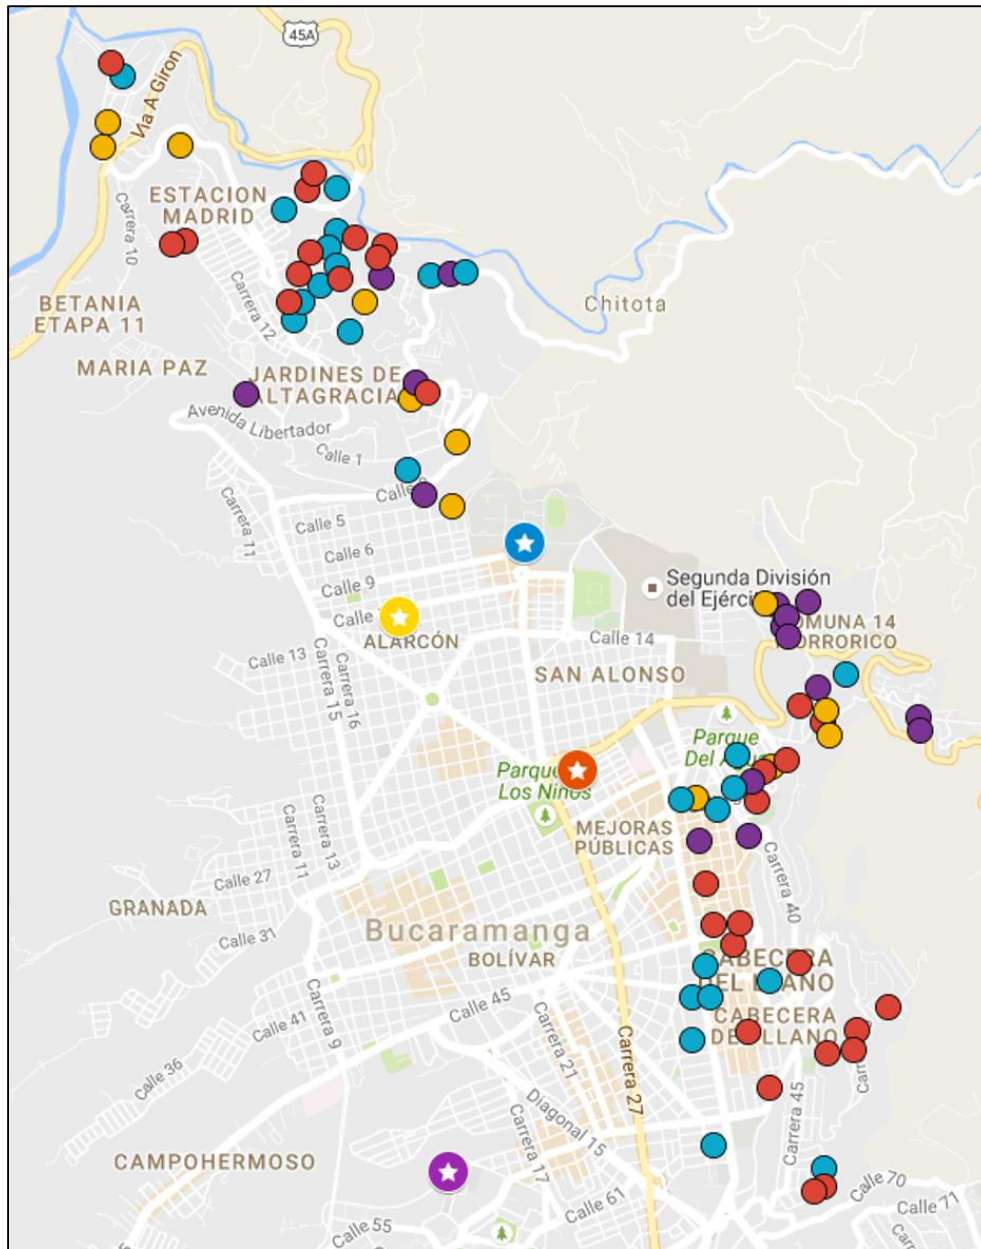 45A
Via A Giron
ESTACION
MADRID
Carrera 10
BETANIA
ETAPA 11
Carrera 12
Chitota
MARIA PAZ
JARDINES DE
ALTAGRACIA
Avenida Libertador
Calle 1
Calle
Carrera 11
Calle 5
Calle 6
Calle 9
Calle
Segunda División
del Ejérci
ALARCÓN
Calle 14
OMUNA 14
ORRORICO
Calle 13
Carrera 15
Carrera 16
SAN ALONSO
Parque
Del
Parque
Los Niños
MEJORAS
PÚBLICAS
Carrera 13
Carrera 11
Calle 27
Carrera 40
GRANADA
Calle 31
Bucaramanga
BOLÍVAR
CABECERA
DEL LLANO
CABECERA
DEL LLANO
Calle 45
Carrera 9
Calle 41
Carrera 21
Carrera 27
Calle 36
Diagonal 15
Carrera 45
Carre
CAMPOHERMOSO
Carrera 17
Calle 61
Calle 70
Calle 71
Calle 55